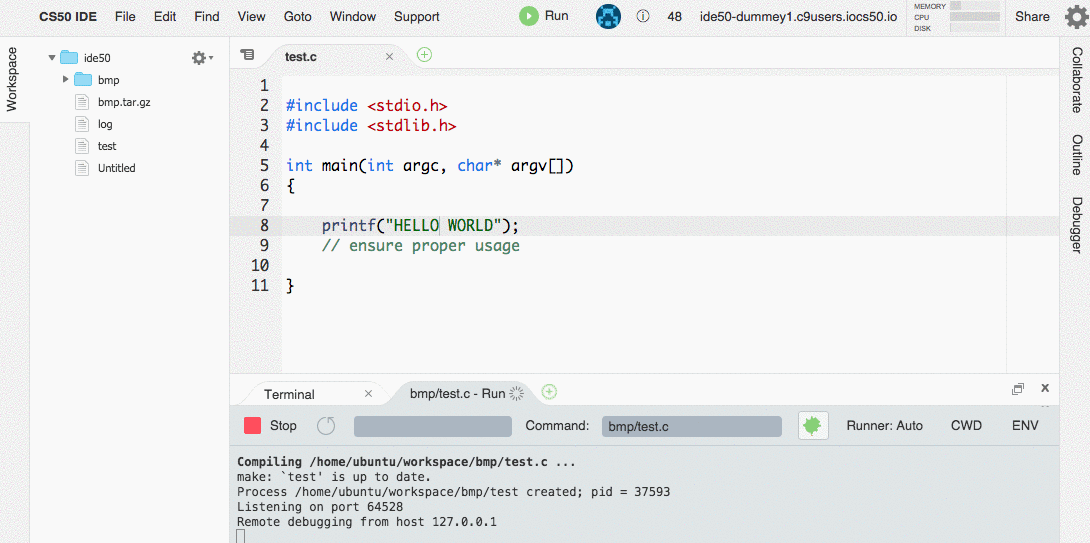 CS50 IDE File Edit Find View Goto Window Support Run 48 ide50-dummey1.c9users.iocs50.io MEMORY CPU DISK Share
Workspace
ide50
bmp
bmp.tar.gz
log
test
Untitled
test.c
1
2 #include <stdio.h>
3 #include <stdlib.h>
4
5 int main(int argc, char* argv[])
6 {
7
8 printf("HELLO WORLD");
9 // ensure proper usage
10
11 }
Collaborate
Outline
Debugger
Terminal bmp/test.c - Run
Stop Command: bmp/test.c Runner: Auto CWD ENV
Compiling /home/ubuntu/workspace/bmp/test.c ...
make: `test' is up to date.
Process /home/ubuntu/workspace/bmp/test created; pid = 37593
Listening on port 64528
Remote debugging from host 127.0.0.1